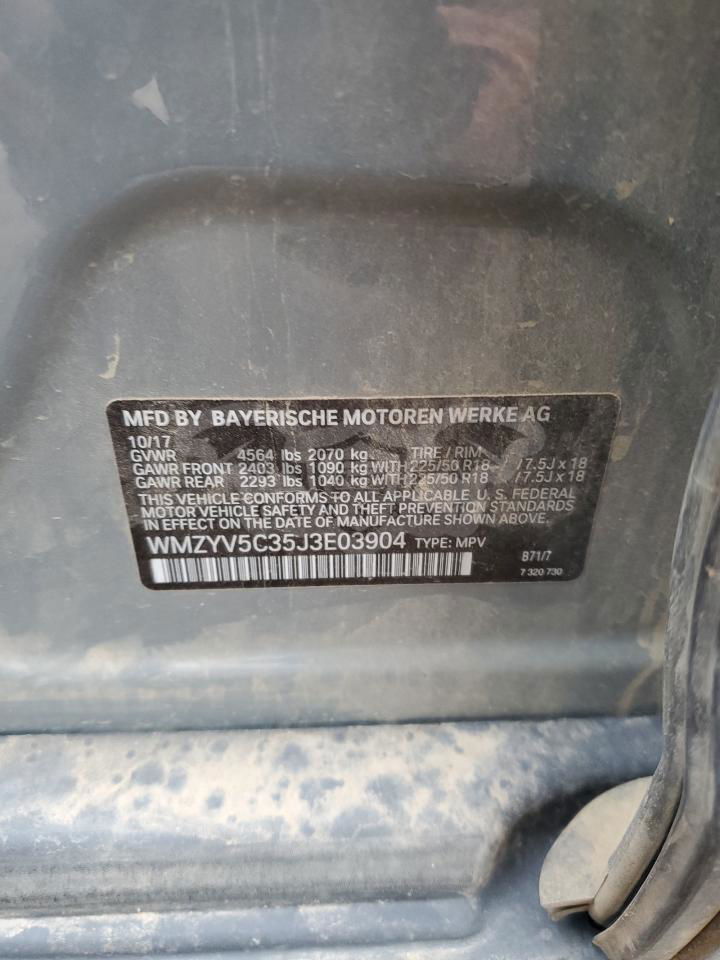 MFD BY BAYERISCHE MOTOREN WERKE AG
10/17
GVWR 4564 lbs 2070 kg. TIRE / RIM
GAWR FRONT 2403 lbs 1090 kg WITH 225/50 R18 / 7.5J x 18
GAWR REAR 2293 lbs 1040 kg WITH 225/50 R18 / 7.5J x 18
THIS VEHICLE CONFORMS TO ALL APPLICABLE U. S. FEDERAL
MOTOR VEHICLE SAFETY AND THEFT PREVENTION STANDARDS
IN EFFECT ON THE DATE OF MANUFACTURE SHOWN ABOVE.
WMZYV5C35J3E03904 TYPE: MPV
B71/7
7 320 730